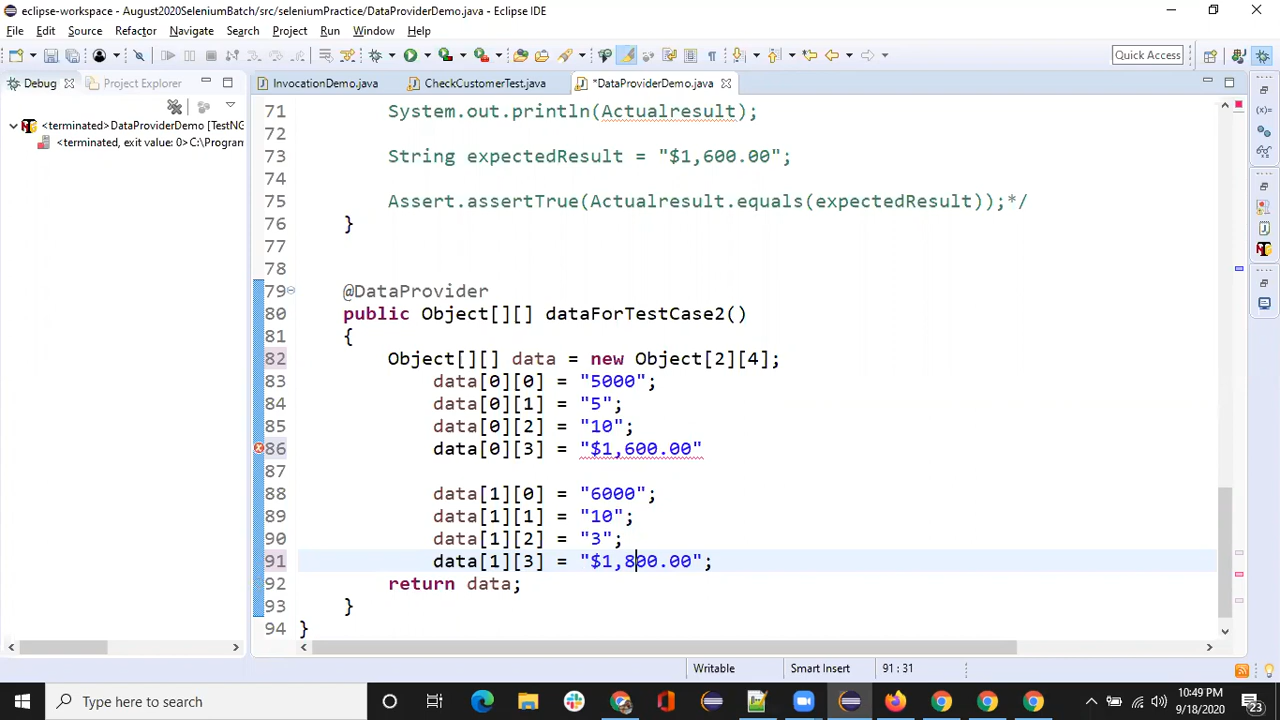 eclipse-workspace - August2020SeleniumBatch/src/seleniumPractice/DataProviderDemo.java - Eclipse IDE
File Edit Source Refactor Navigate Search Project Run Window Help
Quick Access
Debug Project Explorer InvocationDemo.java CheckCustomerTest.java *DataProviderDemo.java
<terminated>DataProviderDemo [TestNG
<terminated, exit value: 0>C:\Program
71 System.out.println(Actualresult);
72
73 String expectedResult = "$1,600.00";
74
75 Assert.assertTrue(Actualresult.equals(expectedResult));*/
76 }
77
78
79 @DataProvider
80 public Object[][] dataForTestCase2()
81 {
82 Object[][] data = new Object[2][4];
83 data[0][0] = "5000";
84 data[0][1] = "5";
85 data[0][2] = "10";
86 data[0][3] = "$1,600.00"
87
88 data[1][0] = "6000";
89 data[1][1] = "10";
90 data[1][2] = "3";
91 data[1][3] = "$1,800.00";
92 return data;
93 }
94 }
Writable Smart Insert 91 : 31
Type here to search
10:49 PM
9/18/2020
23